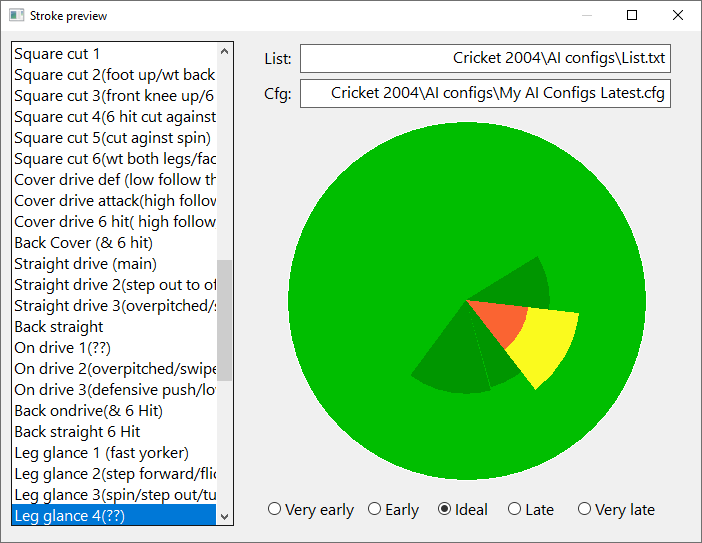 Stroke preview
Square cut 1
Square cut 2(foot up/wt back
Square cut 3(front knee up/6
Square cut 4(6 hit cut against
Square cut 5(cut aginst spin)
Square cut 6(wt both legs/fac
Cover drive def (low follow th
Cover drive attack(high follow
Cover drive 6 hit( high follow
Back Cover (& 6 hit)
Straight drive (main)
Straight drive 2(step out to of
Straight drive 3(overpitched/s
Back straight
On drive 1(??)
On drive 2(overpitched/swipe
On drive 3(defensive push/lo
Back ondrive(& 6 Hit)
Back straight 6 Hit
Leg glance 1 (fast yorker)
Leg glance 2(step forward/flic
Leg glance 3(spin/step out/tu
Leg glance 4(??)
List: Cricket 2004\AI configs\List.txt
Cfg: Cricket 2004\AI configs\My AI Configs Latest.cfg
Very early Early Ideal Late Very late